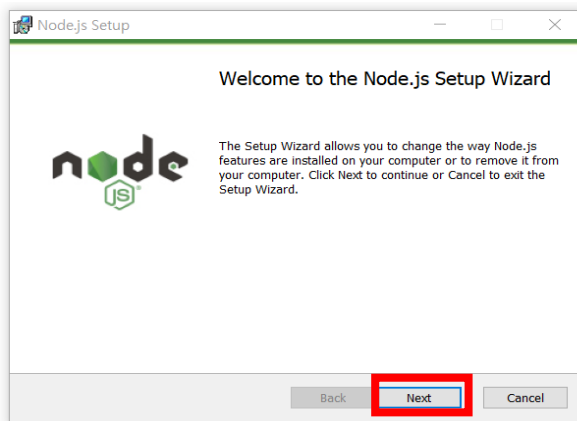 Node.js Setup
Welcome to the Node.js Setup Wizard
node
JS
The Setup Wizard allows you to change the way Node.js
features are installed on your computer or to remove it from
your computer. Click Next to continue or Cancel to exit the
Setup Wizard.
Back Next Cancel